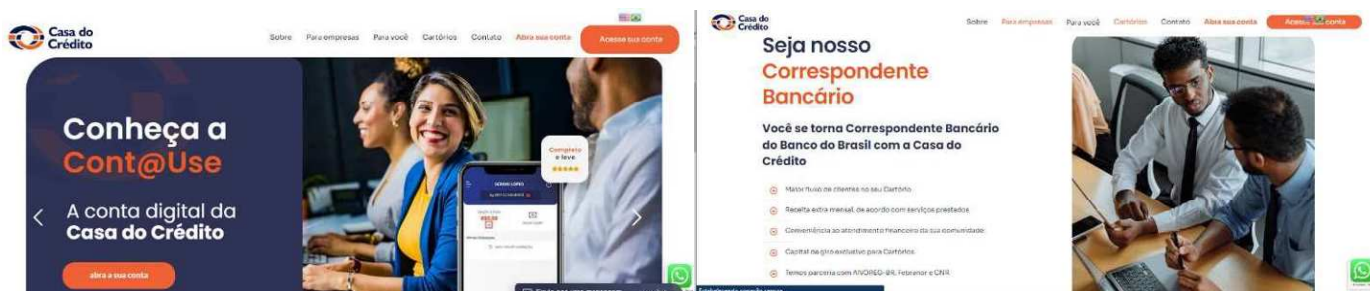 Casa do
Crédito
Sobre Para empresas Para você Cartórios Contato Abra sua conta Acesse sua conta
Conheça a
Cont@Use
A conta digital da
Casa do Crédito
abra a sua conta
Completo
e leve
Casa do
Crédito
Sobre Para empresas Para você Cartórios Contato Abra sua conta Acesse conta
Seja nosso
Correspondente
Bancário
Você se torna Correspondente Bancário
do Banco do Brasil com a Casa do
Crédito
Maior fluxo de clientes no seu Cartório
Receita extra mensal, de acordo com serviços prestados
Conveniência ao atendimento financeiro da sua comunidade
Capital de giro exclusivo para Cartórios
Temos parceria com ANOREG-BR, Febranor e CNR